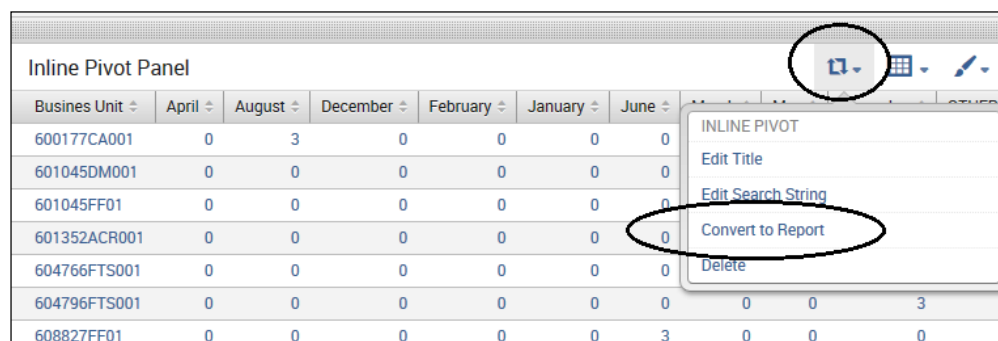 Inline Pivot Panel
Busines Unit April August December February January June
INLINE PIVOT
600177CA001 0 3 0 0 0 0
Edit Title
601045DM001 0 0 0 0 0 0
Edit Search String
601045FF01 0 0 0 0 0 0
Convert to Report
601352ACR001 0 0 0 0 0 0
Delete
604766FTS001 0 0 0 0 0 0
604796FTS001 0 0 0 0 0 0 0 0 3
608827FF01 0 0 0 0 0 3 0 0 0